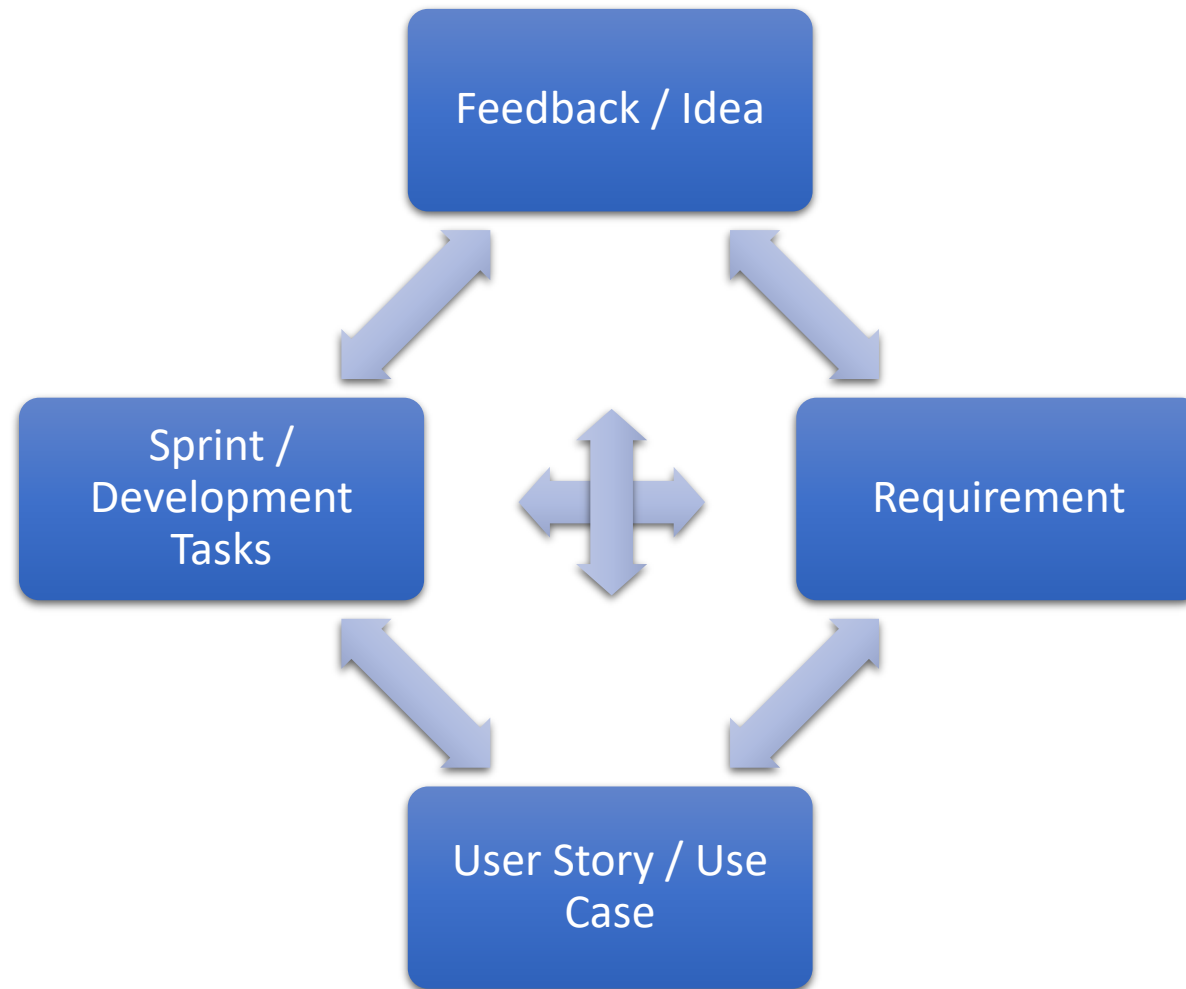 Feedback / Idea
Sprint /
Development
Tasks
Requirement
User Story / Use
Case